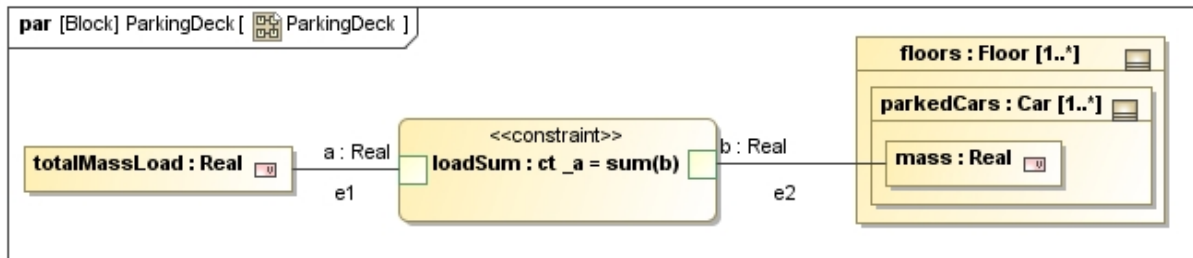 par [Block] ParkingDeck [ ParkingDeck ]
floors : Floor [1..*]
parkedCars : Car [1..*]
mass : Real
<<constraint>>
loadSum : ct _a = sum(b)
a : Real
b : Real
totalMassLoad : Real
e1
e2